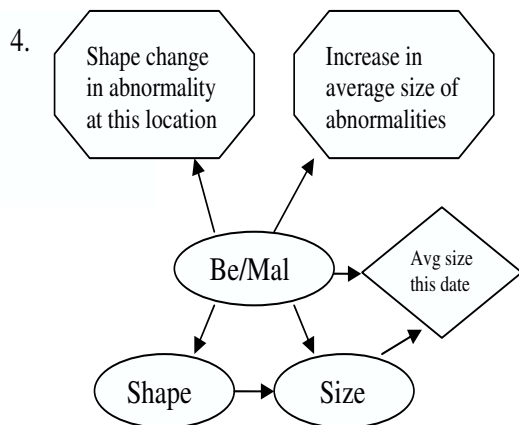 4.
Shape change
in abnormality
at this location
Increase in
average size of
abnormalities
Be/Mal
Avg size
this date
Shape
Size